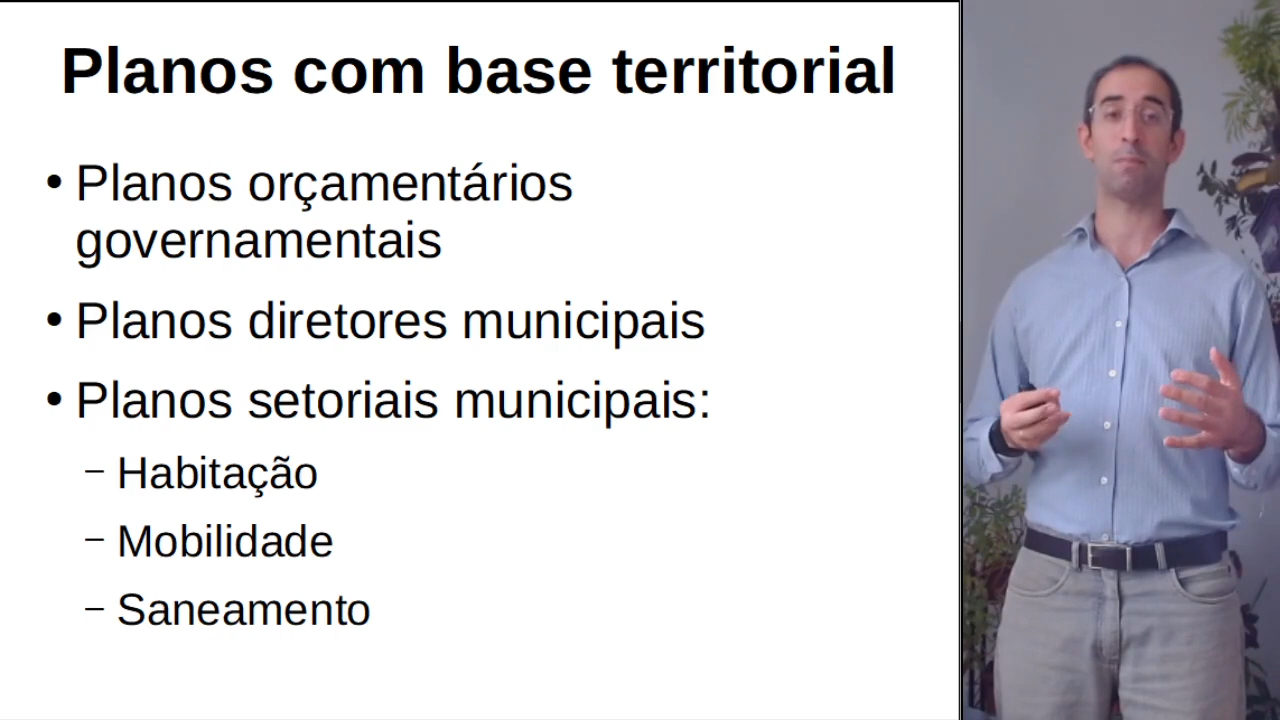 Planos com base territorial
• Planos orçamentários
governamentais
• Planos diretores municipais
• Planos setoriais municipais:
– Habitação
– Mobilidade
– Saneamento